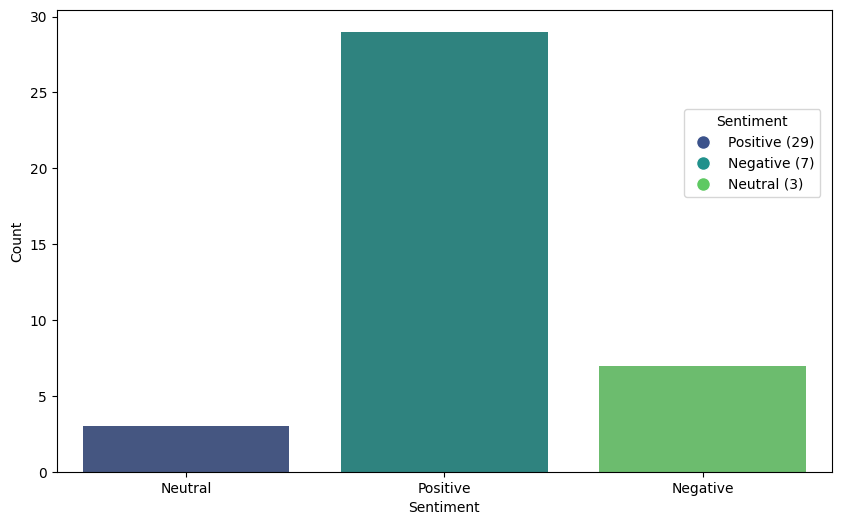 30
25
20
15
10
5
0
Count
Sentiment
Positive (29)
Negative (7)
Neutral (3)
Neutral
Positive
Negative
Sentiment